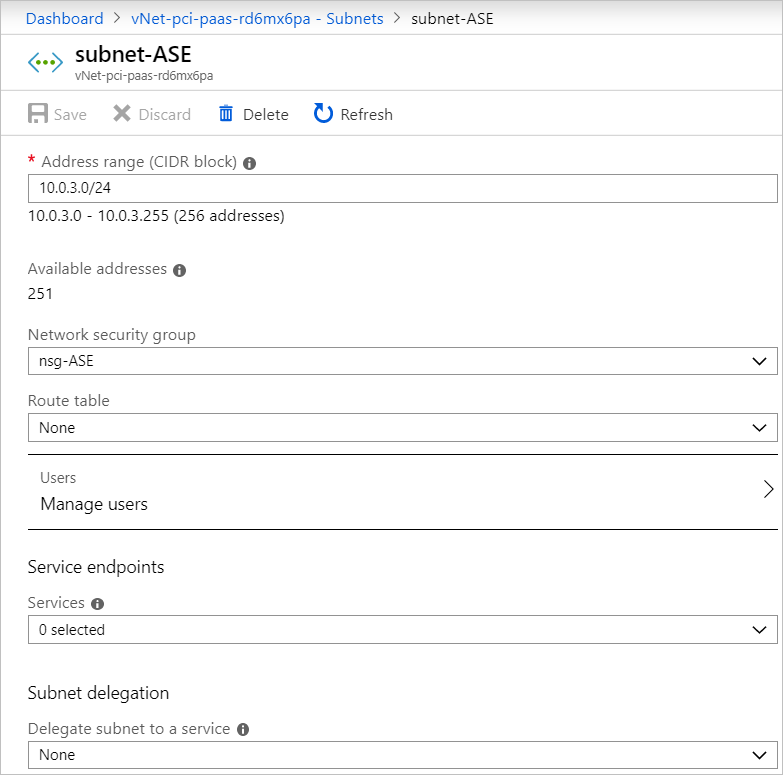 Dashboard > vNet-pci-paas-rd6mx6pa - Subnets > subnet-ASE
subnet-ASE
vNet-pci-paas-rd6mx6pa
Save Discard Delete Refresh
* Address range (CIDR block)
10.0.3.0/24
10.0.3.0 - 10.0.3.255 (256 addresses)
Available addresses
251
Network security group
nsg-ASE
Route table
None
Users
Manage users
Service endpoints
Services
0 selected
Subnet delegation
Delegate subnet to a service
None